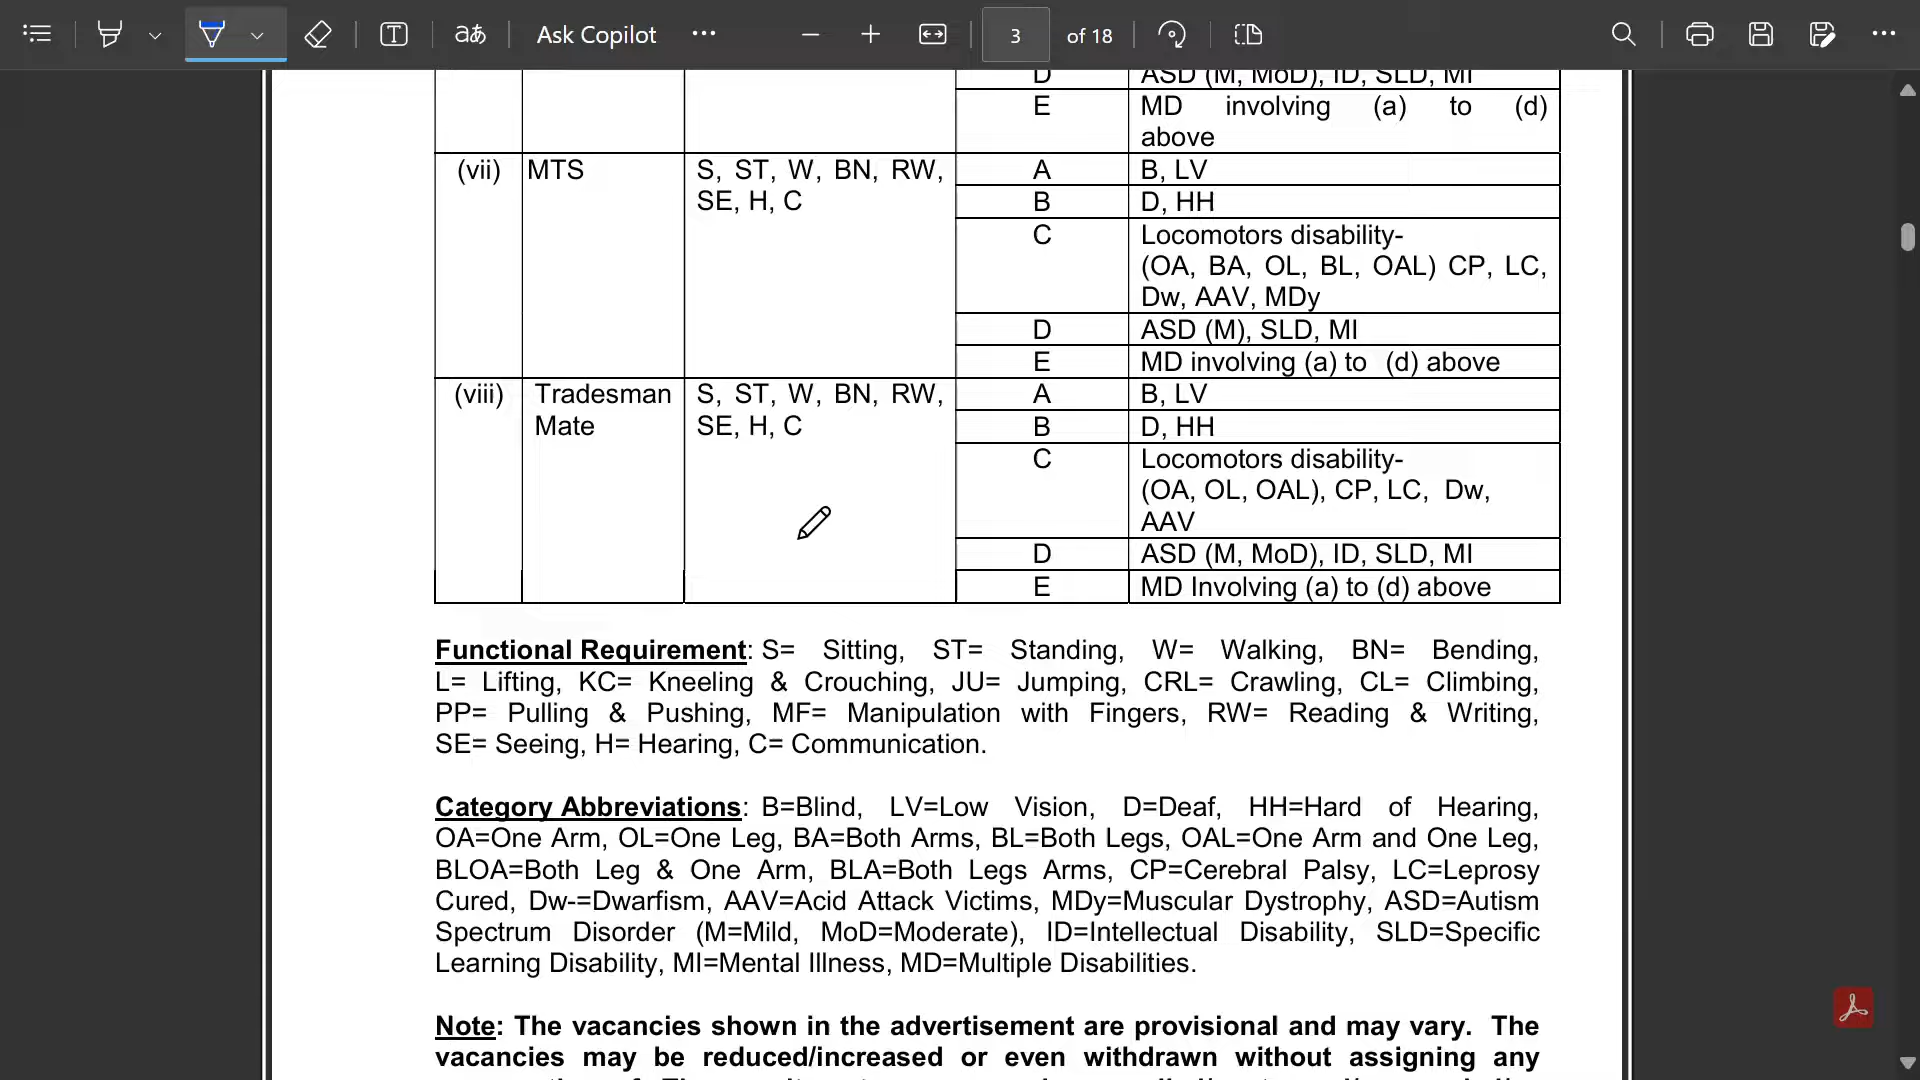 Ask Copilot
3 of 18
D ASD (M, MoD), ID, SLD, MI
E MD involving (a) to (d)
above
(vii) MTS S, ST, W, BN, RW, A B, LV
SE, H, C B D, HH
C Locomotors disability-
(OA, BA, OL, BL, OAL) CP, LC,
Dw, AAV, MDy
D ASD (M), SLD, MI
E MD involving (a) to (d) above
(viii) Tradesman S, ST, W, BN, RW, A B, LV
Mate SE, H, C B D, HH
C Locomotors disability-
(OA, OL, OAL), CP, LC, Dw,
AAV
D ASD (M, MoD), ID, SLD, MI
E MD Involving (a) to (d) above
Functional Requirement: S= Sitting, ST= Standing, W= Walking, BN= Bending,
L= Lifting, KC= Kneeling & Crouching, JU= Jumping, CRL= Crawling, CL= Climbing,
PP= Pulling & Pushing, MF= Manipulation with Fingers, RW= Reading & Writing,
SE= Seeing, H= Hearing, C= Communication.
Category Abbreviations: B=Blind, LV=Low Vision, D=Deaf, HH=Hard of Hearing,
OA=One Arm, OL=One Leg, BA=Both Arms, BL=Both Legs, OAL=One Arm and One Leg,
BLOA=Both Leg & One Arm, BLA=Both Legs Arms, CP=Cerebral Palsy, LC=Leprosy
Cured, Dw-=Dwarfism, AAV=Acid Attack Victims, MDy=Muscular Dystrophy, ASD=Autism
Spectrum Disorder (M=Mild, MoD=Moderate), ID=Intellectual Disability, SLD=Specific
Learning Disability, MI=Mental Illness, MD=Multiple Disabilities.
Note: The vacancies shown in the advertisement are provisional and may vary. The
vacancies may be reduced/increased or even withdrawn without assigning any